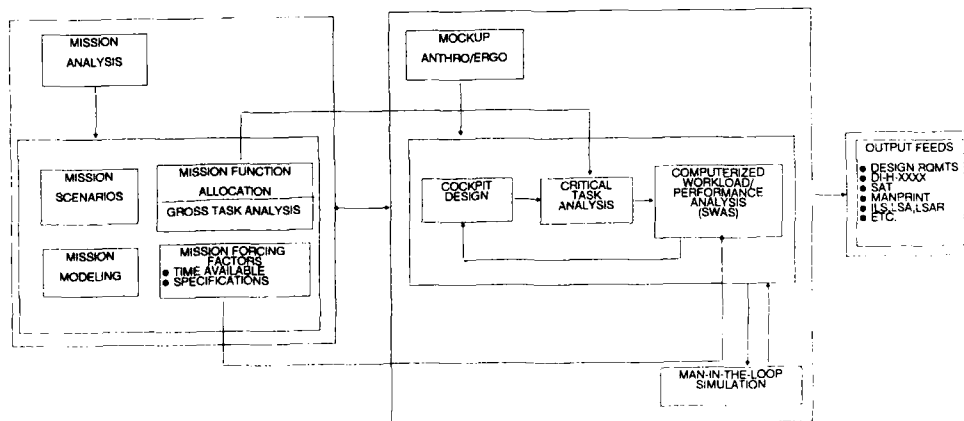 MISSION
ANALYSIS
MISSION
SCENARIOS
MISSION FUNCTION
ALLOCATION
GROSS TASK ANALYSIS
MISSION
MODELING
MISSION FORCING
FACTORS
● TIME AVAILABLE
● SPECIFICATIONS
MOCKUP
ANTHRO/ERGO
COCKPIT
DESIGN
CRITICAL
TASK
ANALYSIS
COMPUTERIZED
WORKLOAD/
PERFORMANCE
ANALYSIS
(SWAS)
MAN-IN-THE-LOOP
SIMULATION
OUTPUT FEEDS
● DESIGN RQMTS
● DI-H-XXXX
● SAT
● MANPRINT
● ILS,LSA,LSAR
● ETC.